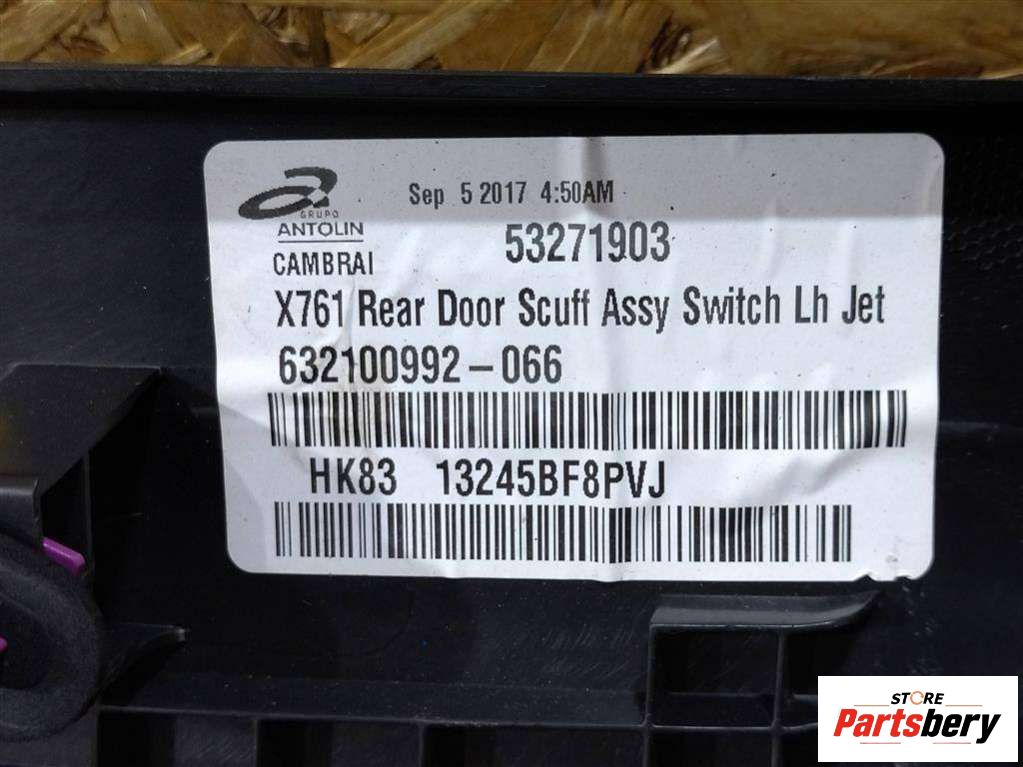 GRUPO
ANTOLIN
CAMBRAI
Sep 5 2017 4:50AM
53271903
X761 Rear Door Scuff Assy Switch Lh Jet
632100992-066
HK83 13245BF8PVJ
STORE
Partsbery